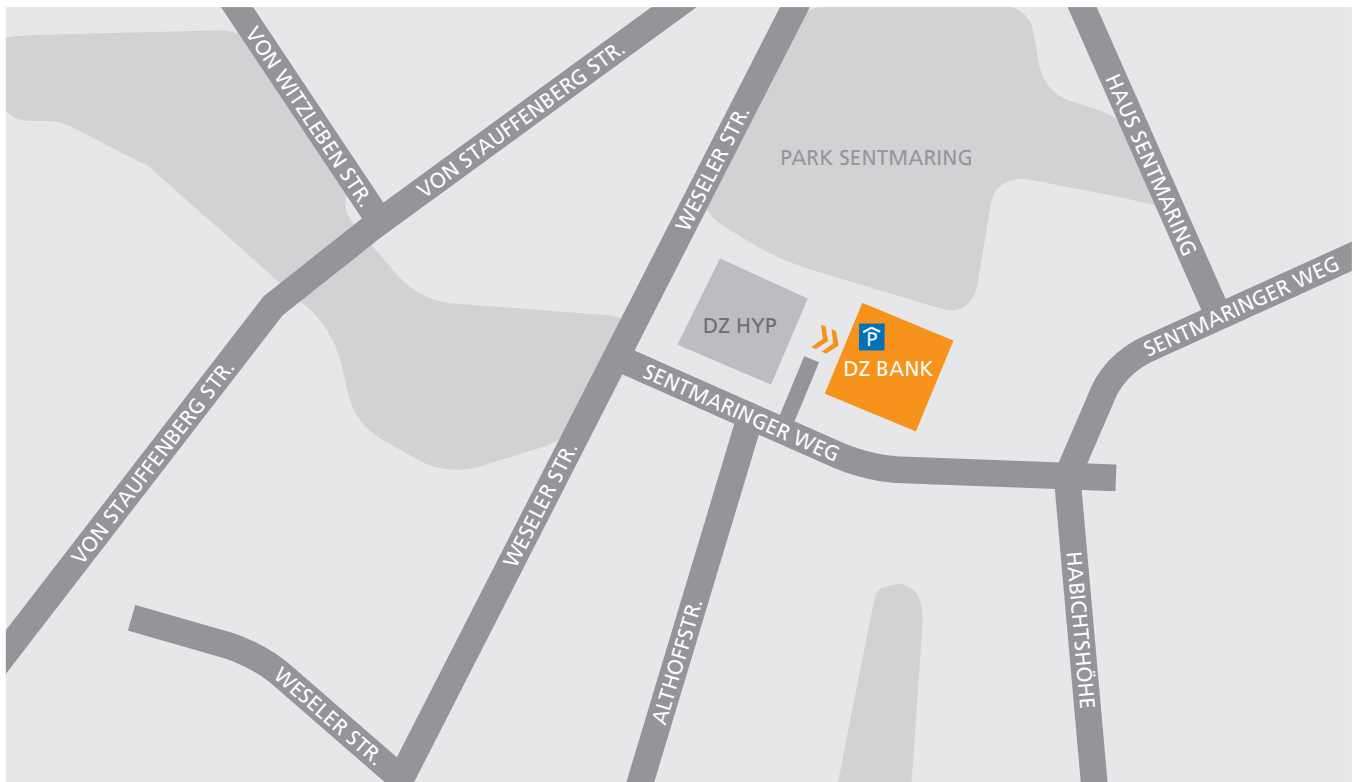 VON WITZLEBEN STR.
VON STAUFFENBERG STR.
WESELER STR.
PARK SENTMARING
HAUS SENTMARING
SENTMARINGER WEG
DZ HYP
P
DZ BANK
SENTMARINGER WEG
VON STAUFFENBERG STR.
WESELER STR.
ALTHOFFSTR.
HABICHTSHÖHE
WESELER STR.